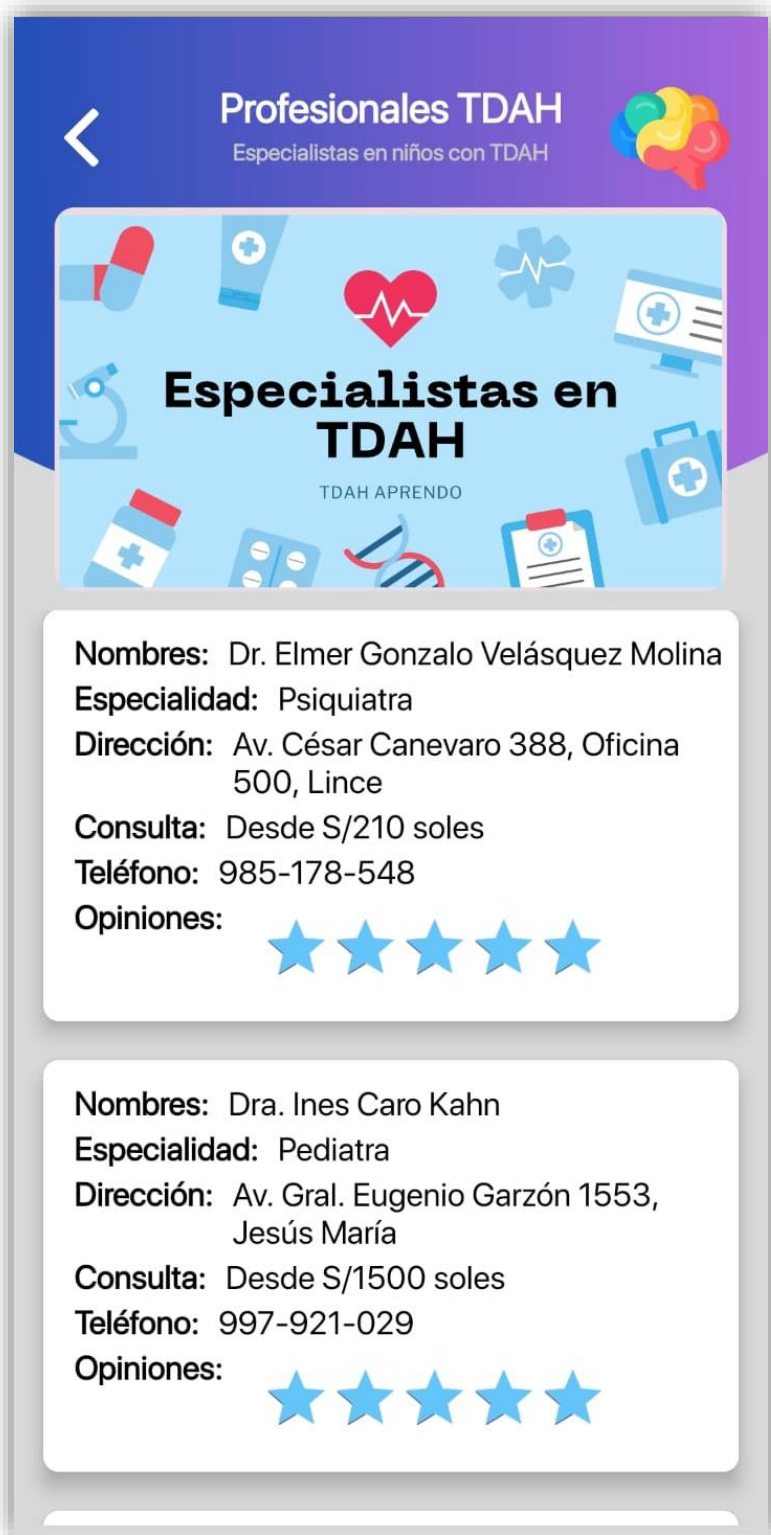 Profesionales TDAH
Especialistas en niños con TDAH
Especialistas en
TDAH
TDAH APRENDO
Nombres: Dr. Elmer Gonzalo Velásquez Molina
Especialidad: Psiquiatra
Dirección: Av. César Canevaro 388, Oficina
500, Lince
Consulta: Desde S/210 soles
Teléfono: 985-178-548
Opiniones:
Nombres: Dra. Ines Caro Kahn
Especialidad: Pediatra
Dirección: Av. Gral. Eugenio Garzón 1553,
Jesús María
Consulta: Desde S/1500 soles
Teléfono: 997-921-029
Opiniones: